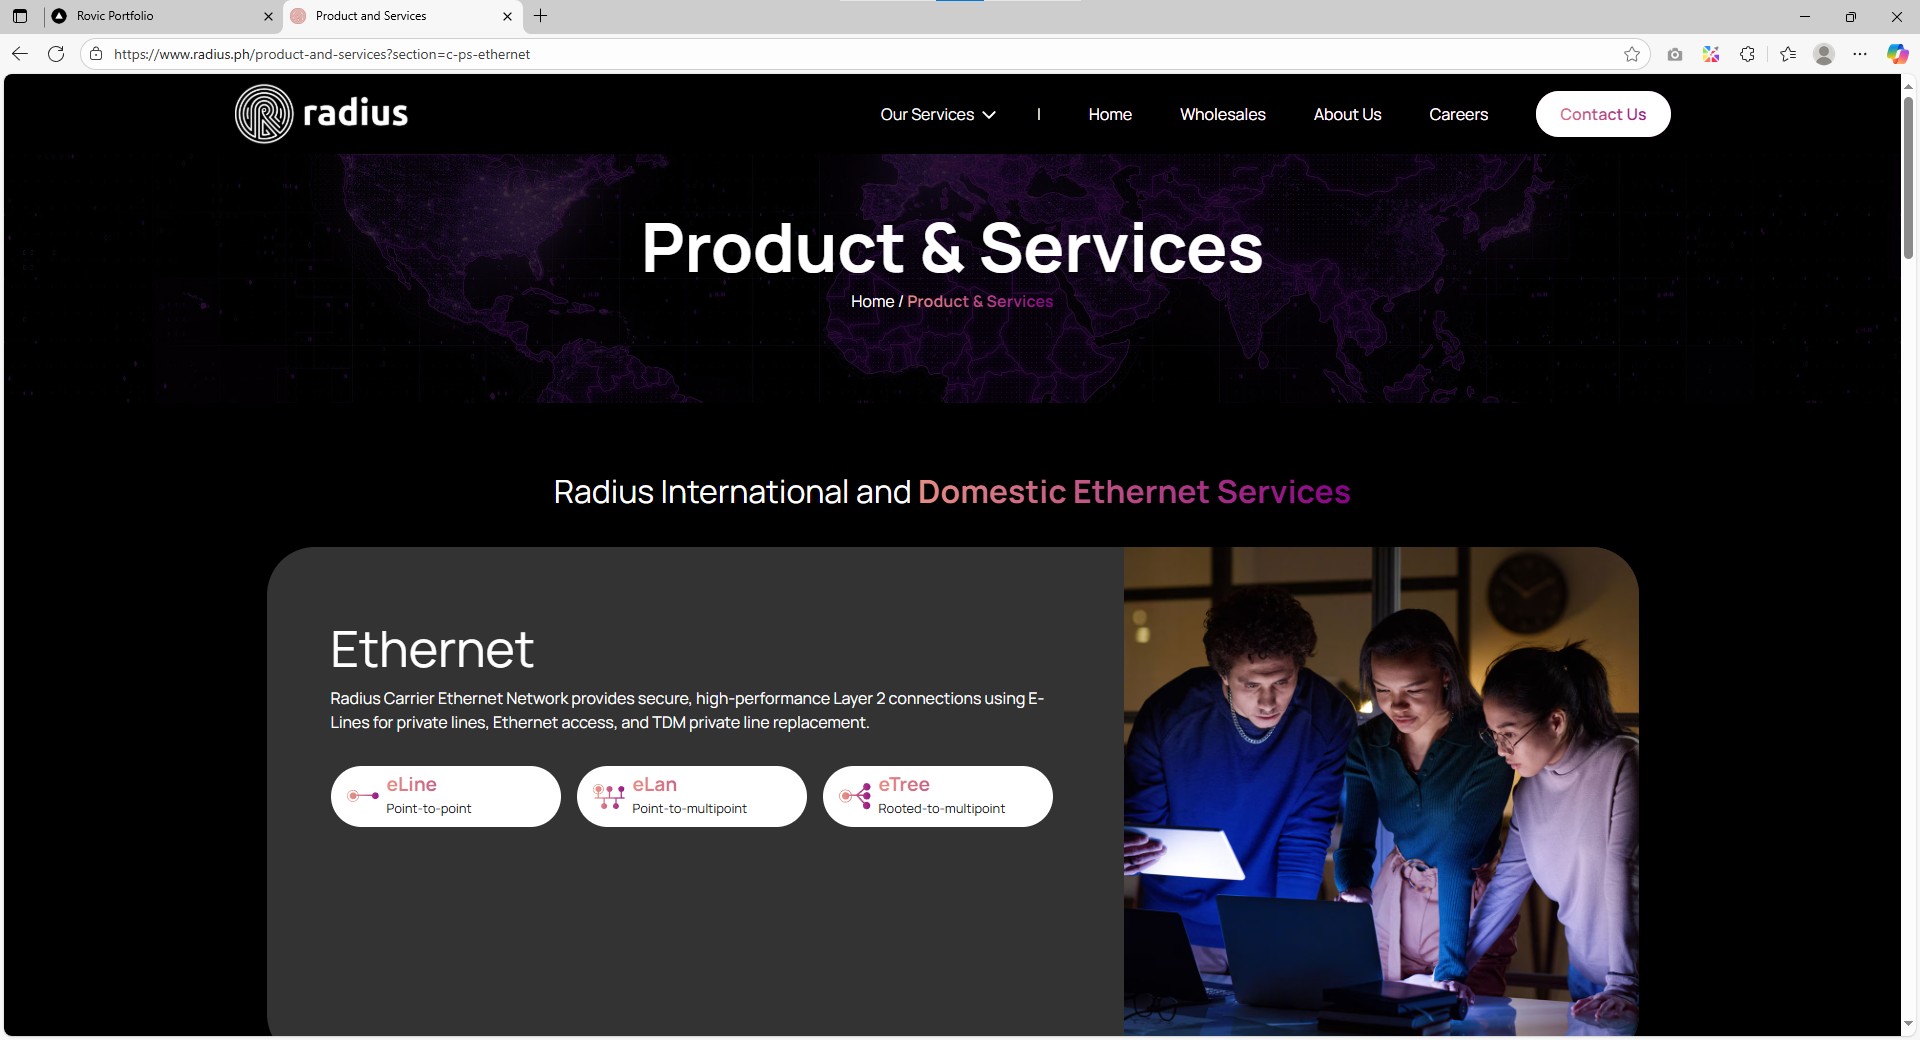 Rovic Portfolio
Product and Services
https://www.radius.ph/product-and-services?section=c-ps-ethernet
radius
Our Services | Home Wholesales About Us Careers Contact Us
Product & Services
Home / Product & Services
Radius International and Domestic Ethernet Services
Ethernet
Radius Carrier Ethernet Network provides secure, high-performance Layer 2 connections using E-
Lines for private lines, Ethernet access, and TDM private line replacement.
eLine
Point-to-point
eLan
Point-to-multipoint
eTree
Rooted-to-multipoint